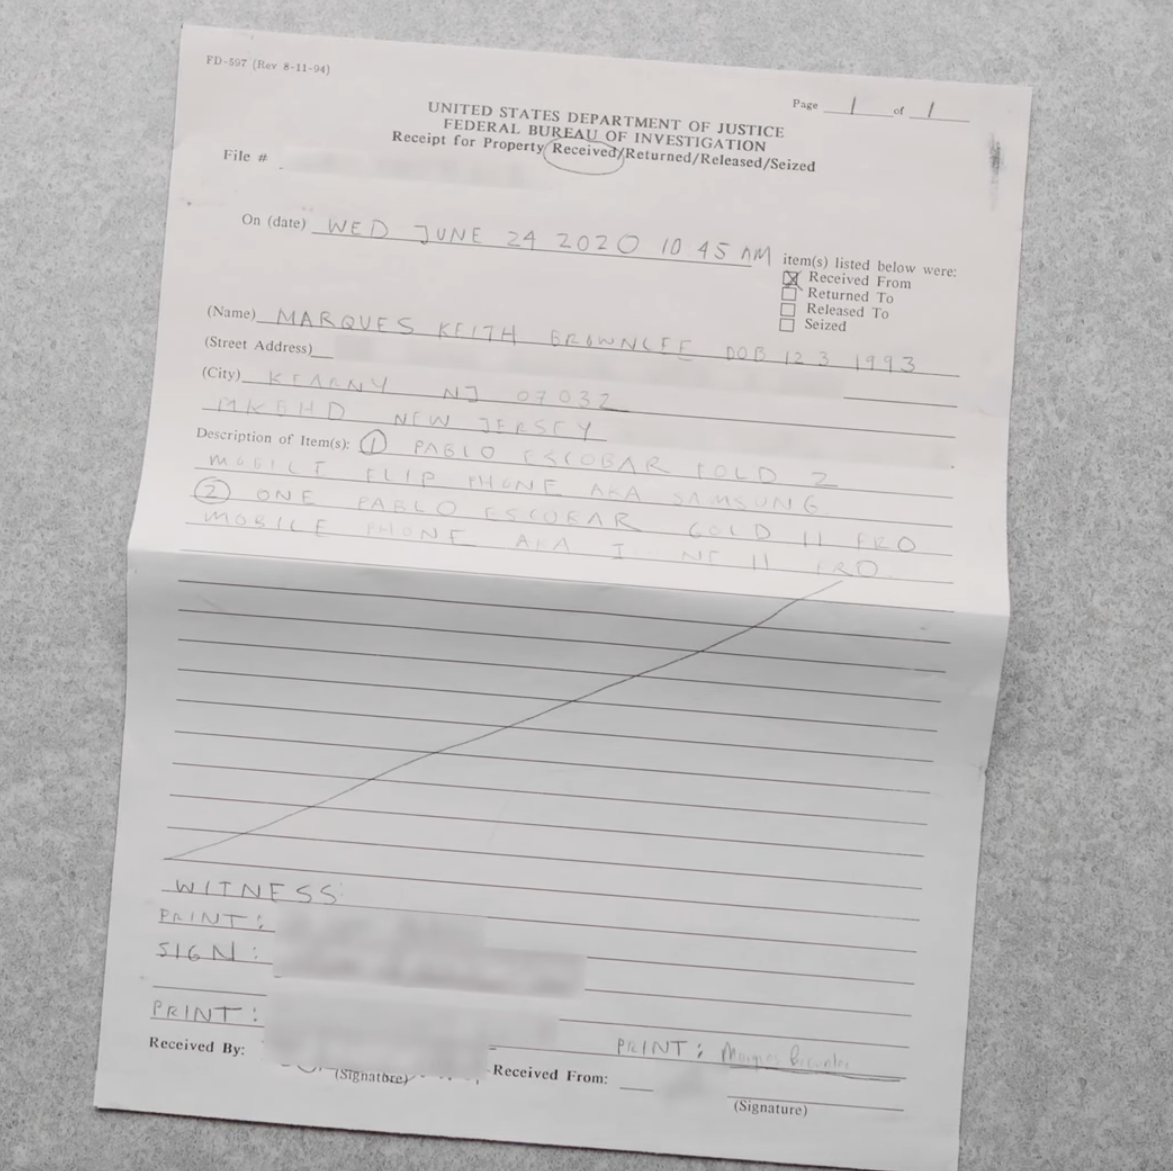 FD-597 (Rev 8-11-94)
Page 1 of 1
UNITED STATES DEPARTMENT OF JUSTICE
FEDERAL BUREAU OF INVESTIGATION
Receipt for Property Received/Returned/Released/Seized
File #
On (date) WED JUNE 24 2020 10 45 AM
item(s) listed below were:
Received From
Returned To
Released To
Seized
(Name) MARQUES KEITH BROWNLEE DOB 12 3 1993
(Street Address)
(City) KEARNY NJ 07032
MKBHD NEW JERSEY
Description of Item(s): 1 PABLO ESCOBAR FOLD 2
MOBILE FLIP PHONE AKA SAMSUNG
2 ONE PABLO ESCOBAR GOLD 11 PRO
MOBILE PHONE AKA 11 PRO
WITNESS:
PRINT:
SIGN:
PRINT:
PRINT: Marques Brownlee
Received By:
(Signature)
Received From:
(Signature)